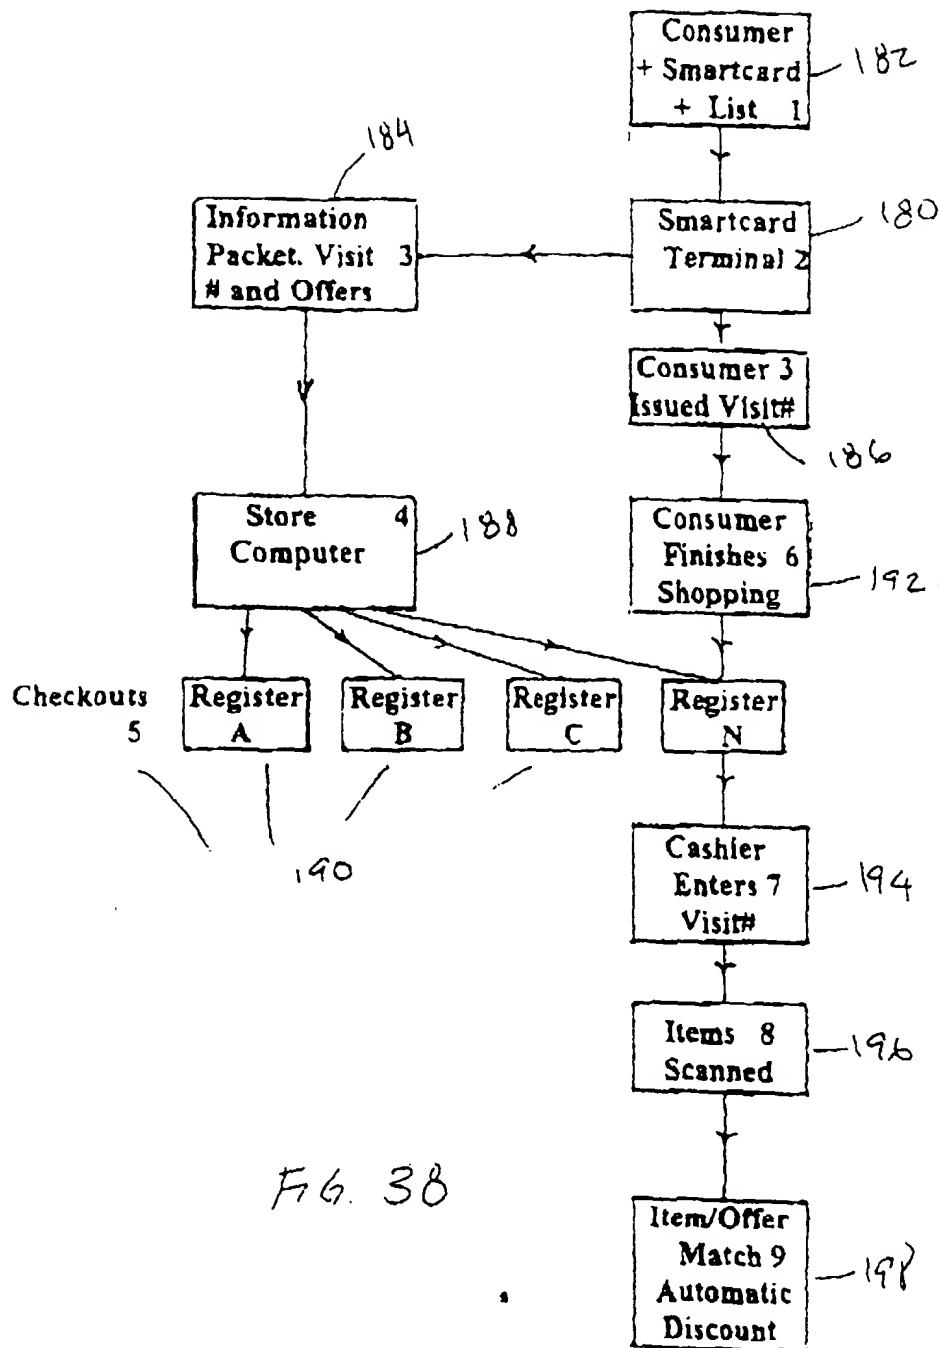 Consumer
+ Smartcard
+ List 1
182
184
Information
Packet. Visit 3
# and Offers
Smartcard
Terminal 2
180
Consumer 3
Issued Visit#
186
Store 4
Computer
188
Consumer
Finishes 6
Shopping
192
Checkouts
5
Register
A
Register
B
Register
C
Register
N
190
Cashier
Enters 7
Visit#
194
Items 8
Scanned
196
FIG. 38
Item/Offer
Match 9
Automatic
Discount
198